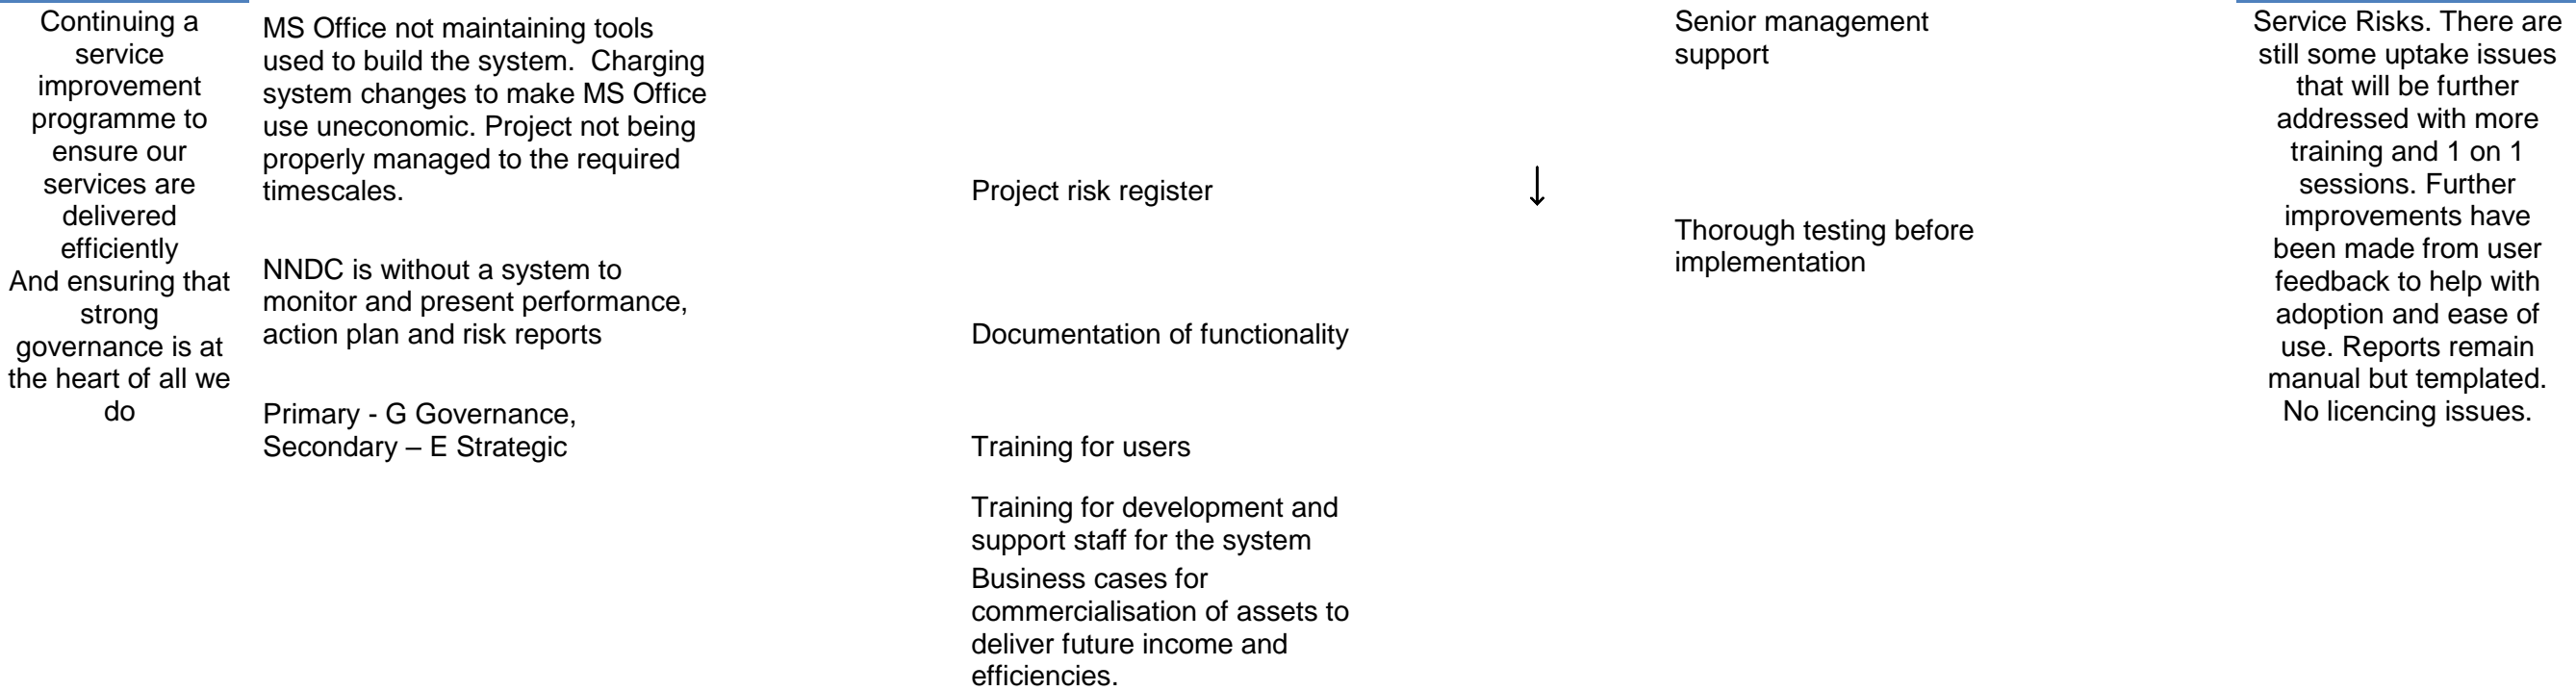 Continuing a
service
improvement
programme to
ensure our
services are
delivered
efficiently
And ensuring that
strong
governance is at
the heart of all we
do
MS Office not maintaining tools
used to build the system.  Charging
system changes to make MS Office
use uneconomic. Project not being
properly managed to the required
timescales.
NNDC is without a system to
monitor and present performance,
action plan and risk reports
Primary - G Governance,
Secondary – E Strategic
Project risk register
Documentation of functionality
Training for users
Training for development and
support staff for the system
Business cases for
commercialisation of assets to
deliver future income and
efficiencies.
↓
Senior management
support
Thorough testing before
implementation
Service Risks. There are
still some uptake issues
that will be further
addressed with more
training and 1 on 1
sessions. Further
improvements have
been made from user
feedback to help with
adoption and ease of
use. Reports remain
manual but templated.
No licencing issues.